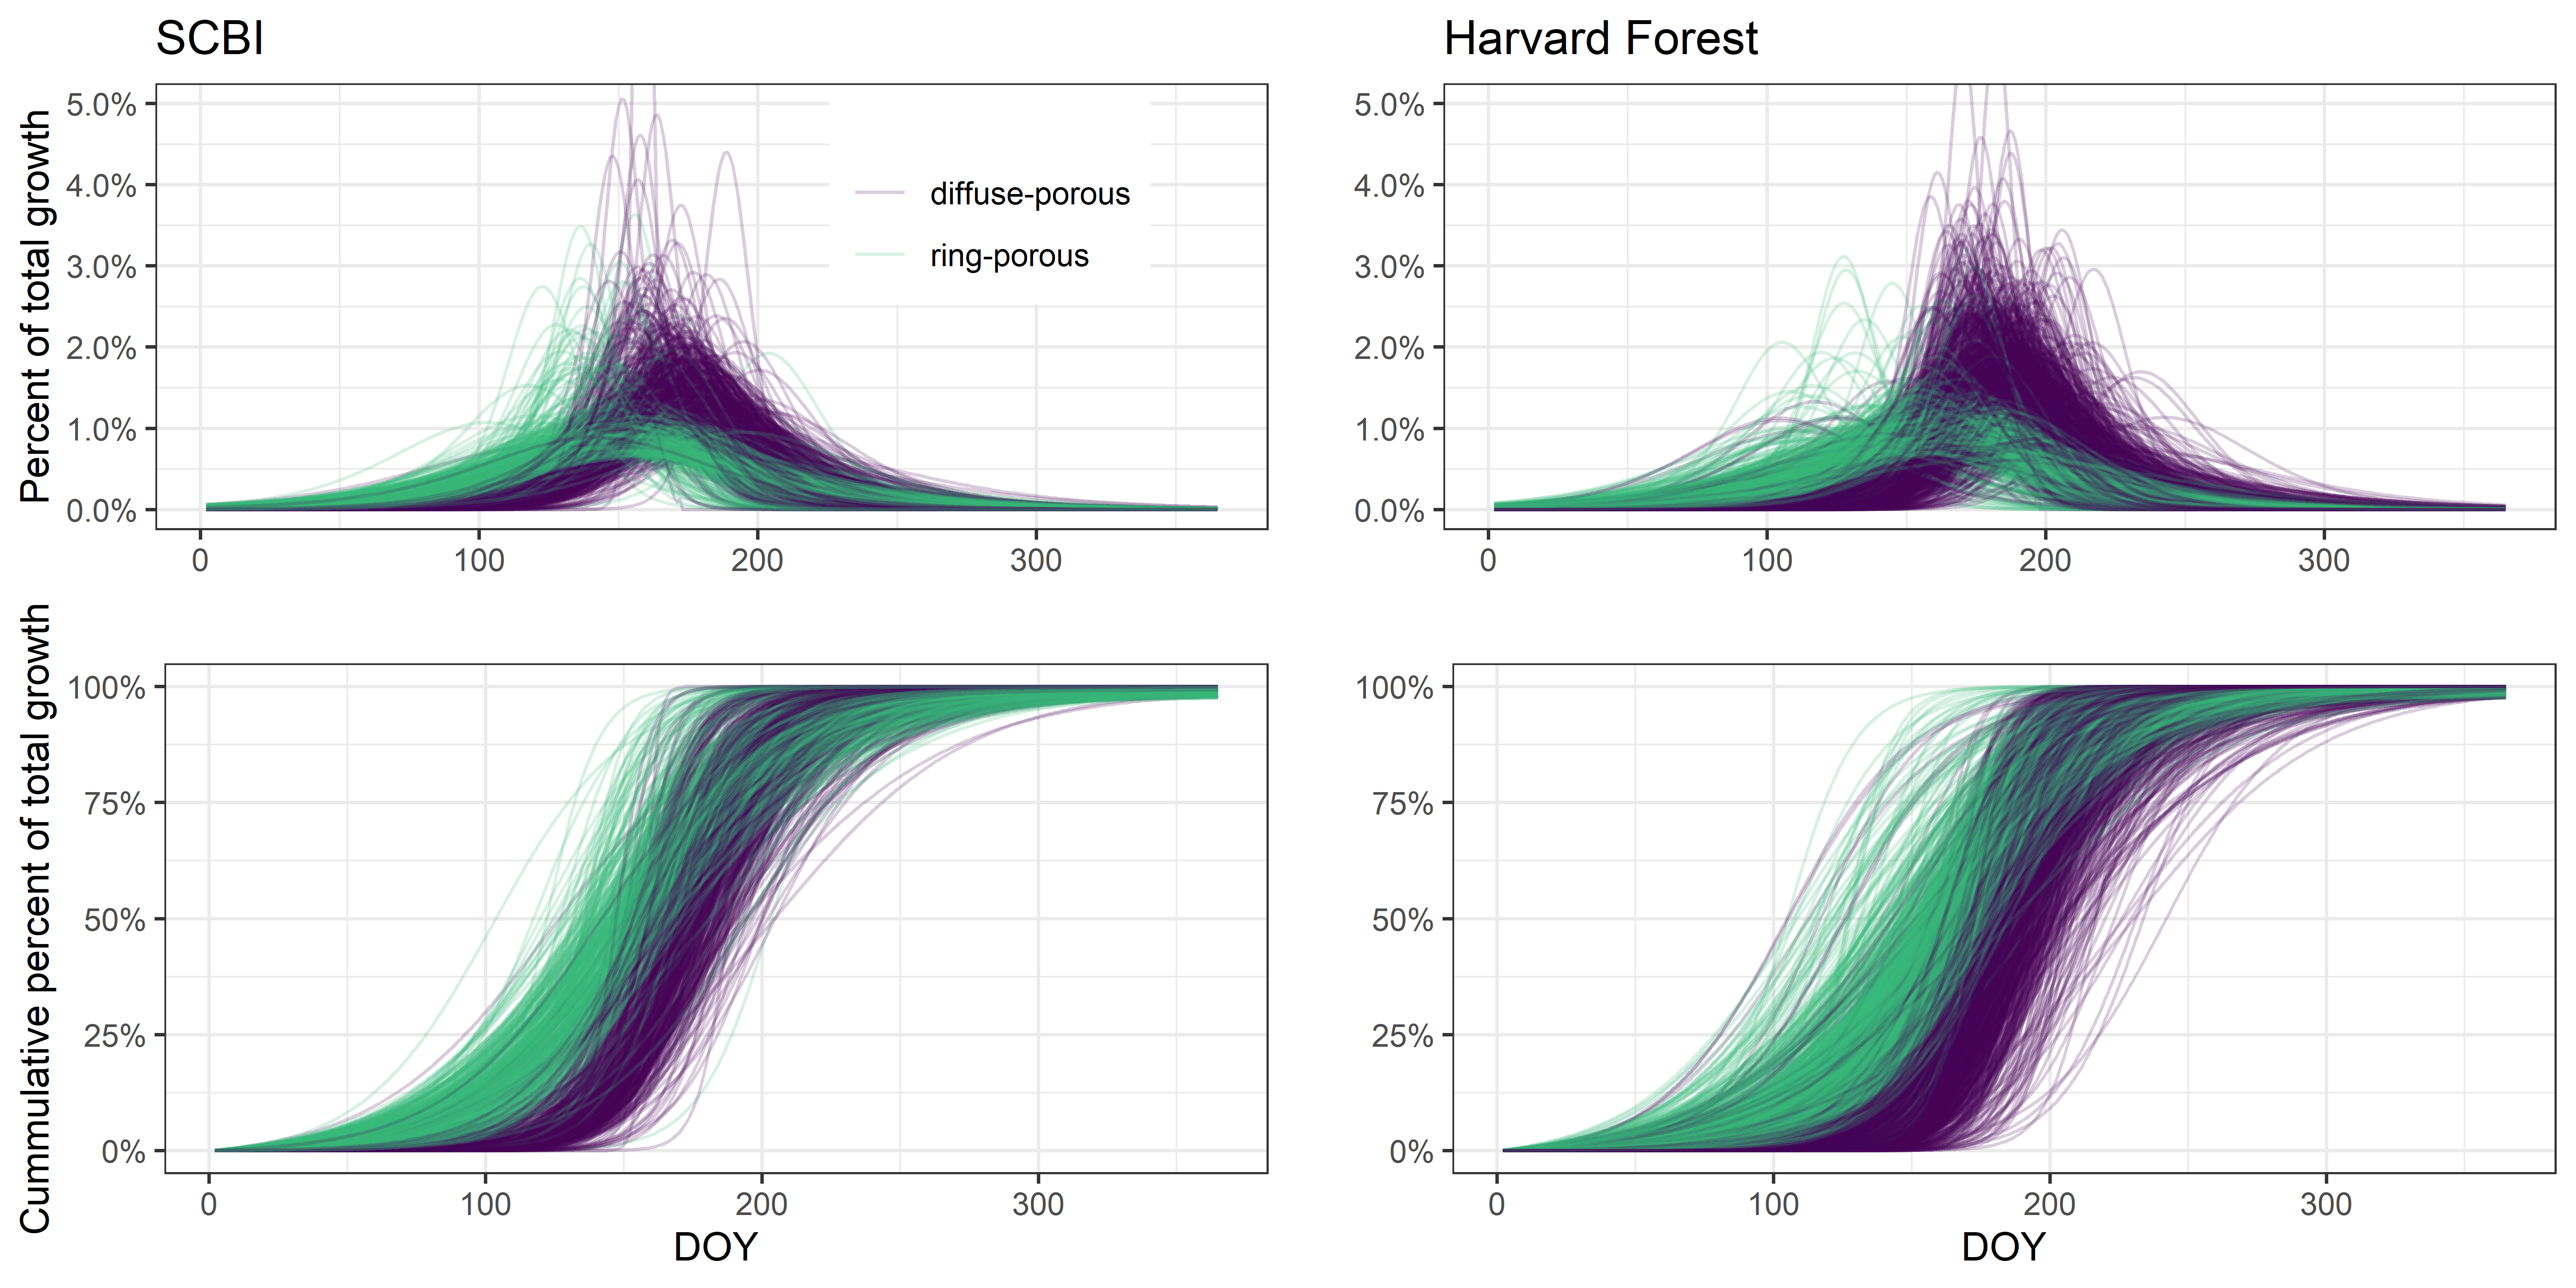 SCBI
Harvard Forest
Percent of total growth
5.0%
4.0%
3.0%
2.0%
1.0%
0.0%
0 100 200 300
diffuse-porous
ring-porous
5.0%
4.0%
3.0%
2.0%
1.0%
0.0%
0 100 200 300
Cummulative percent of total growth
100%
75%
50%
25%
0%
0 100 200 300
DOY
100%
75%
50%
25%
0%
0 100 200 300
DOY